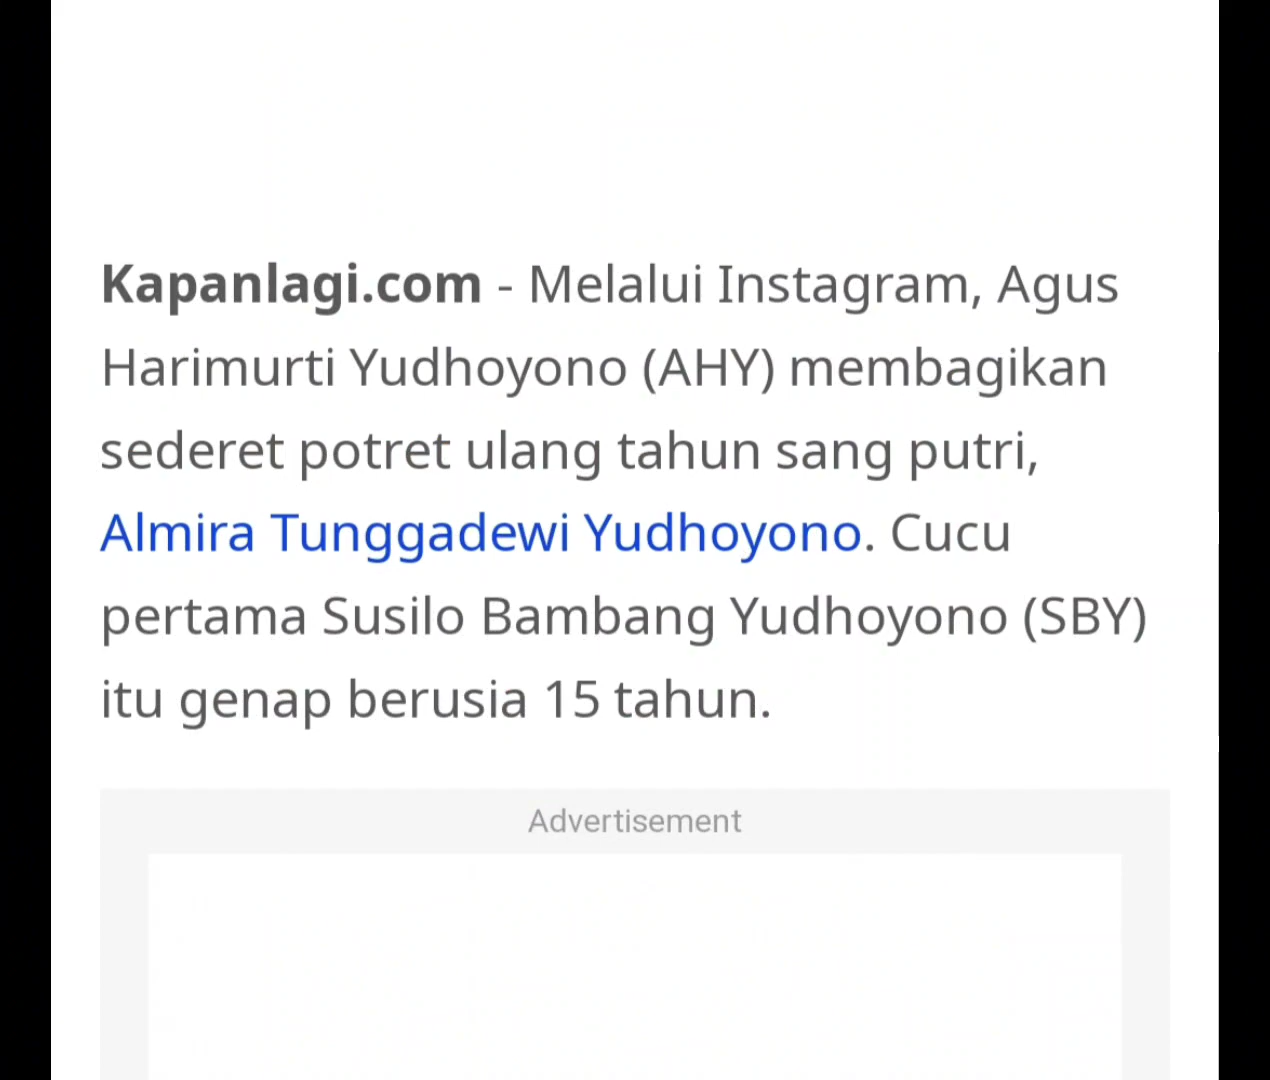 Kapanlagi.com - Melalui Instagram, Agus
Harimurti Yudhoyono (AHY) membagikan
sederet potret ulang tahun sang putri,
Almira Tunggadewi Yudhoyono. Cucu
pertama Susilo Bambang Yudhoyono (SBY)
itu genap berusia 15 tahun.
Advertisement